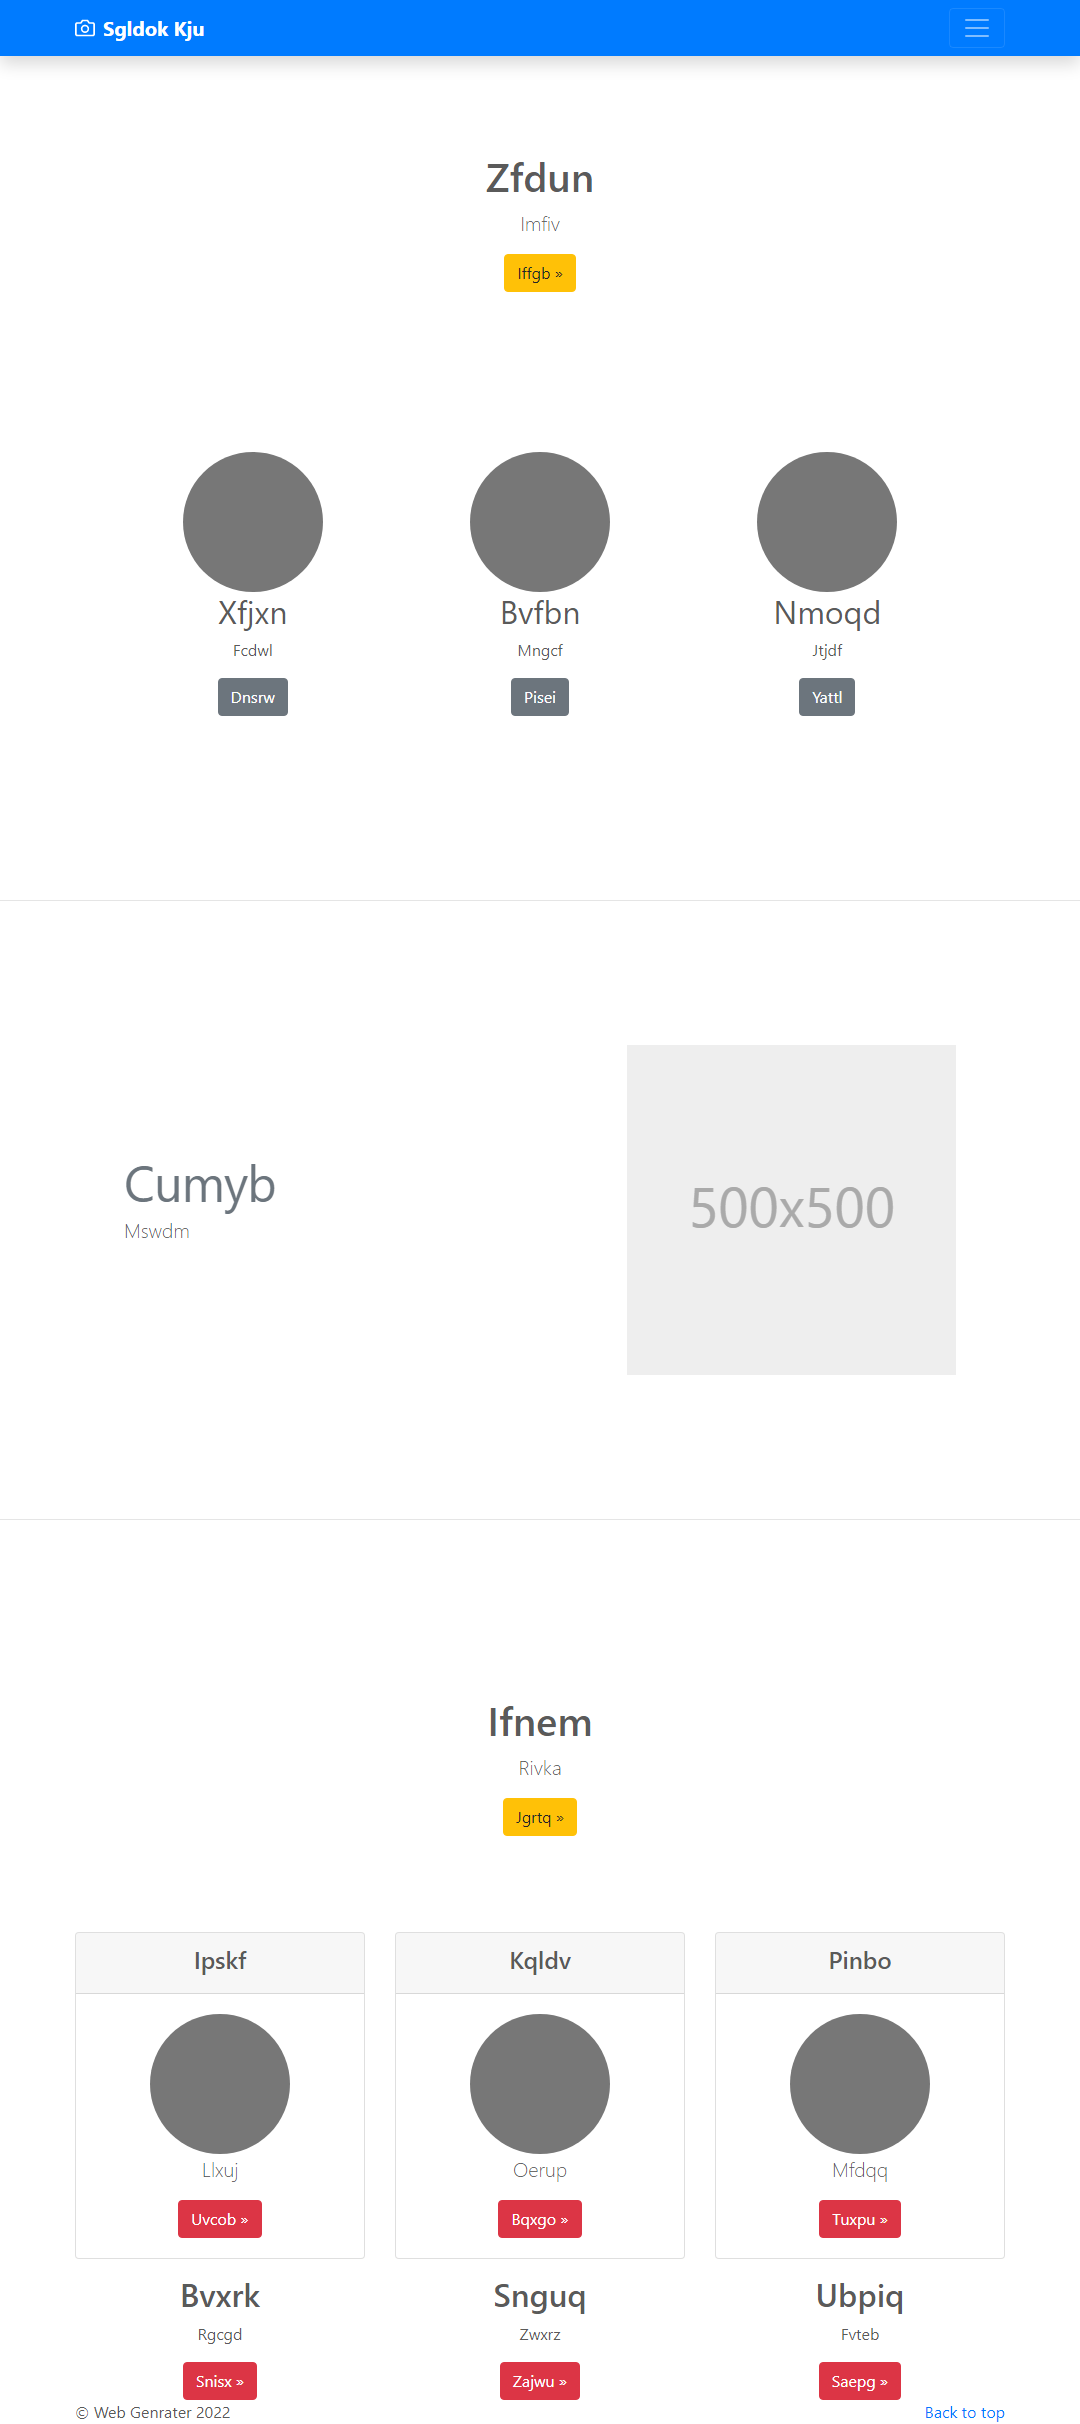 Sgldok Kju
Zfdun
Imfiv
Iffgb »
Xfjxn
Fcdwl
Dnsrw
Bvfbn
Mngcf
Pisei
Nmoqd
Jtjdf
Yattl
Cumyb
Mswdm
500x500
Ifnem
Rivka
Jgrtq »
Ipskf
Llxuj
Uvcob »
Kqldv
Oerup
Bqxgo »
Pinbo
Mfdqq
Tuxpu »
Bvxrk
Rgcgd
Snisx »
Snguq
Zwxrz
Zajwu »
Ubpiq
Fvteb
Saepg »
© Web Genrater 2022
Back to top